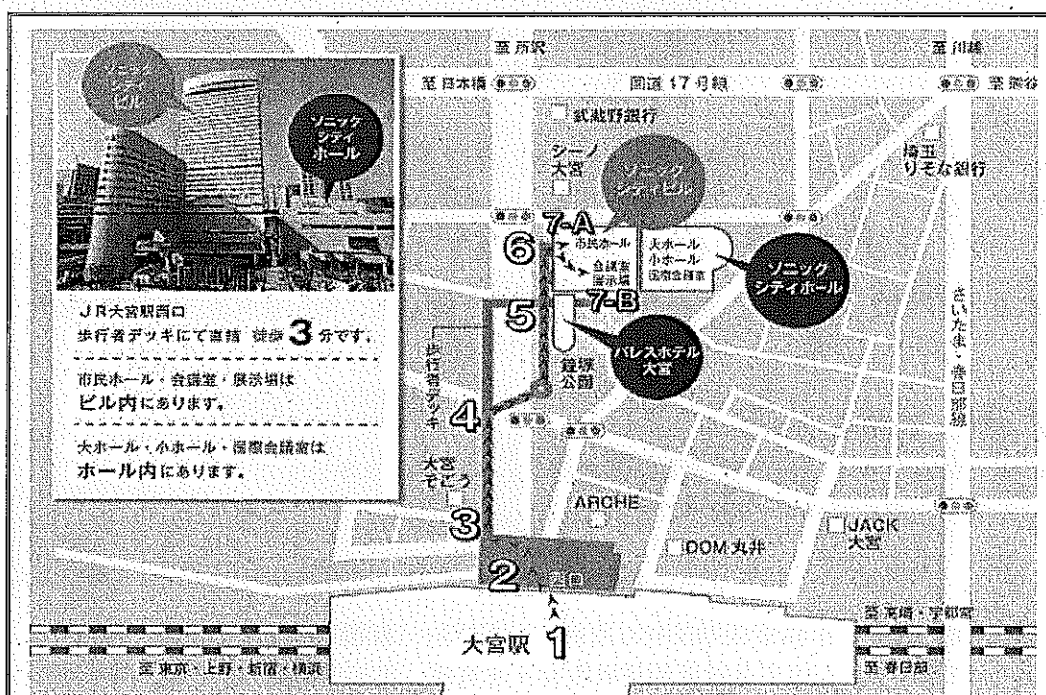 ソニック
シティ
ビル
ソニック
シティ
ホール
JR大宮駅西口
歩行者デッキにて直結 徒歩3分です。
市民ホール・会議室・展示場は
ビル内にあります。
大ホール・小ホール・国際会議室は
ホール内にあります。
至 所沢
至 川越
至 日本橋
国道17号線
至 熊谷
武蔵野銀行
シーノ
大宮
ソニック
シティビル
埼玉
りそな銀行
7-A
6
市民ホール
会議室
展示場
大ホール
小ホール
国際会議室
ソニック
シティホール
5
7-B
パレスホテル
大宮
鐘塚
公園
歩行者デッキ
さいたま・春日部線
4
大宮
そごう
3
ARCHE
DOM 丸井
JACK
大宮
2
大宮駅
1
至 高崎・宇都宮
至 東京・上野・新宿・横浜
至 春日部